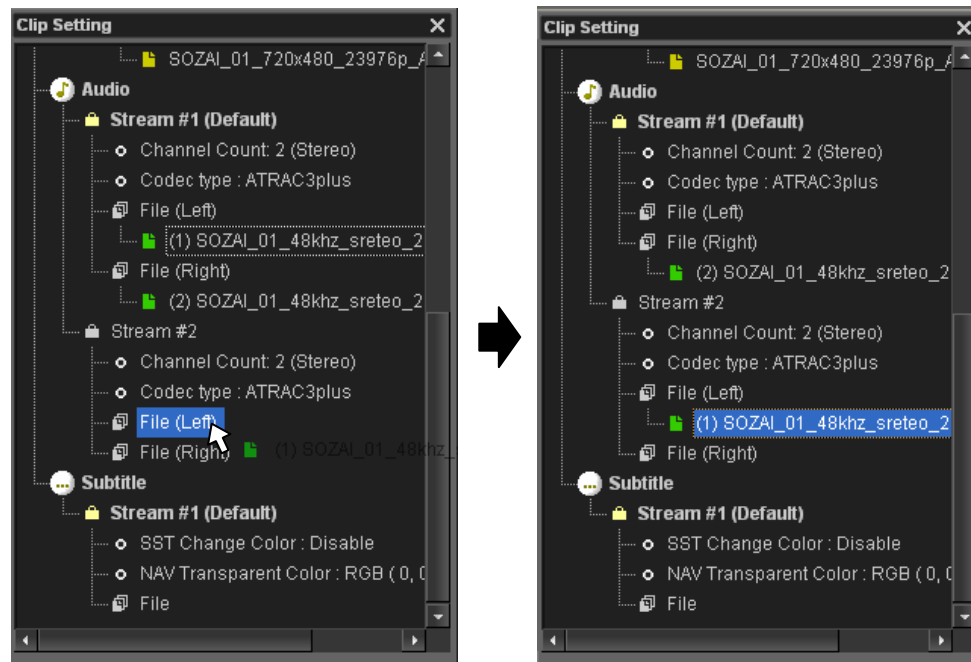 Clip Setting
SOZAI_01_720x480_23976p_A
Audio
Stream #1 (Default)
Channel Count: 2 (Stereo)
Codec type : ATRAC3plus
File (Left)
(1) SOZAI_01_48khz_sreteo_2
File (Right)
(2) SOZAI_01_48khz_sreteo_2
Stream #2
Channel Count: 2 (Stereo)
Codec type : ATRAC3plus
File (Left)
File (Right) (1) SOZAI_01_48khz_
Subtitle
Stream #1 (Default)
SST Change Color : Disable
NAV Transparent Color : RGB ( 0, 0
File
Clip Setting
SOZAI_01_720x480_23976p_A
Audio
Stream #1 (Default)
Channel Count: 2 (Stereo)
Codec type : ATRAC3plus
File (Left)
File (Right)
(2) SOZAI_01_48khz_sreteo_2
Stream #2
Channel Count: 2 (Stereo)
Codec type : ATRAC3plus
File (Left)
(1) SOZAI_01_48khz_sreteo_2
File (Right)
Subtitle
Stream #1 (Default)
SST Change Color : Disable
NAV Transparent Color : RGB ( 0, 0
File